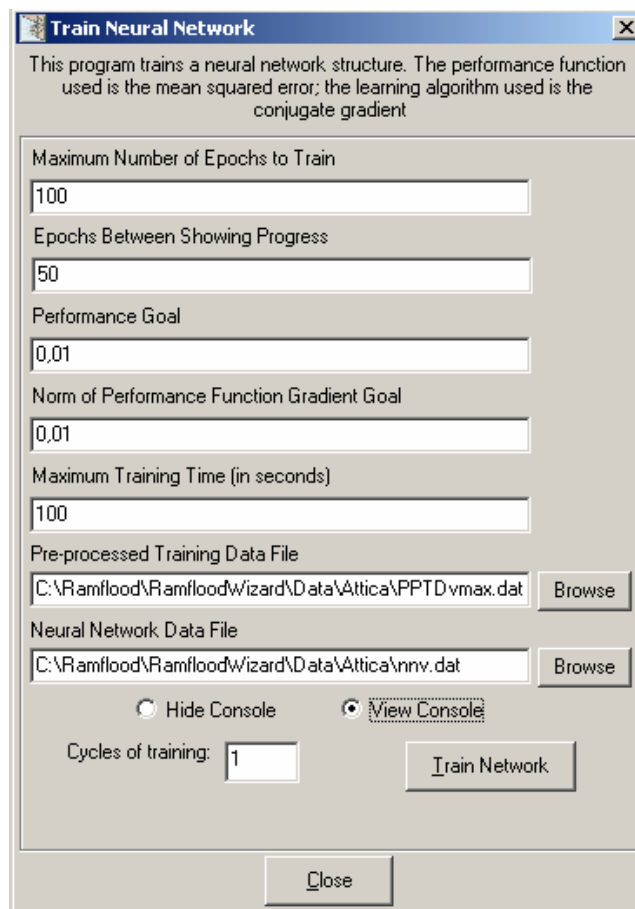 Train Neural Network
This program trains a neural network structure. The performance function
used is the mean squared error; the learning algorithm used is the
conjugate gradient
Maximum Number of Epochs to Train
100
Epochs Between Showing Progress
50
Performance Goal
0,01
Norm of Performance Function Gradient Goal
0,01
Maximum Training Time (in seconds)
100
Pre-processed Training Data File
C:\Ramflood\RamfloodWizard\Data\Attica\PPTDvmax.dat Browse
Neural Network Data File
C:\Ramflood\RamfloodWizard\Data\Attica\nnv.dat Browse
Hide Console View Console
Cycles of training: 1 Train Network
Close